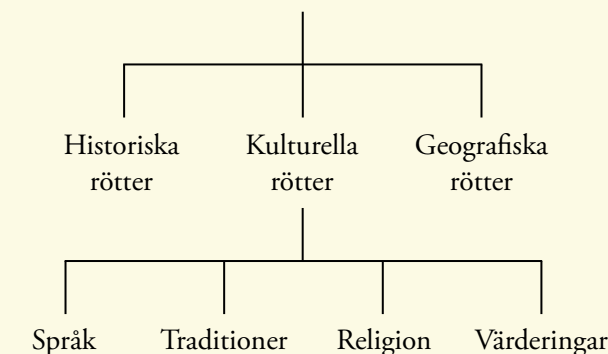 Historiska Kulturella Geografiska
rötter rötter rötter
Språk Traditioner Religion Värderingar